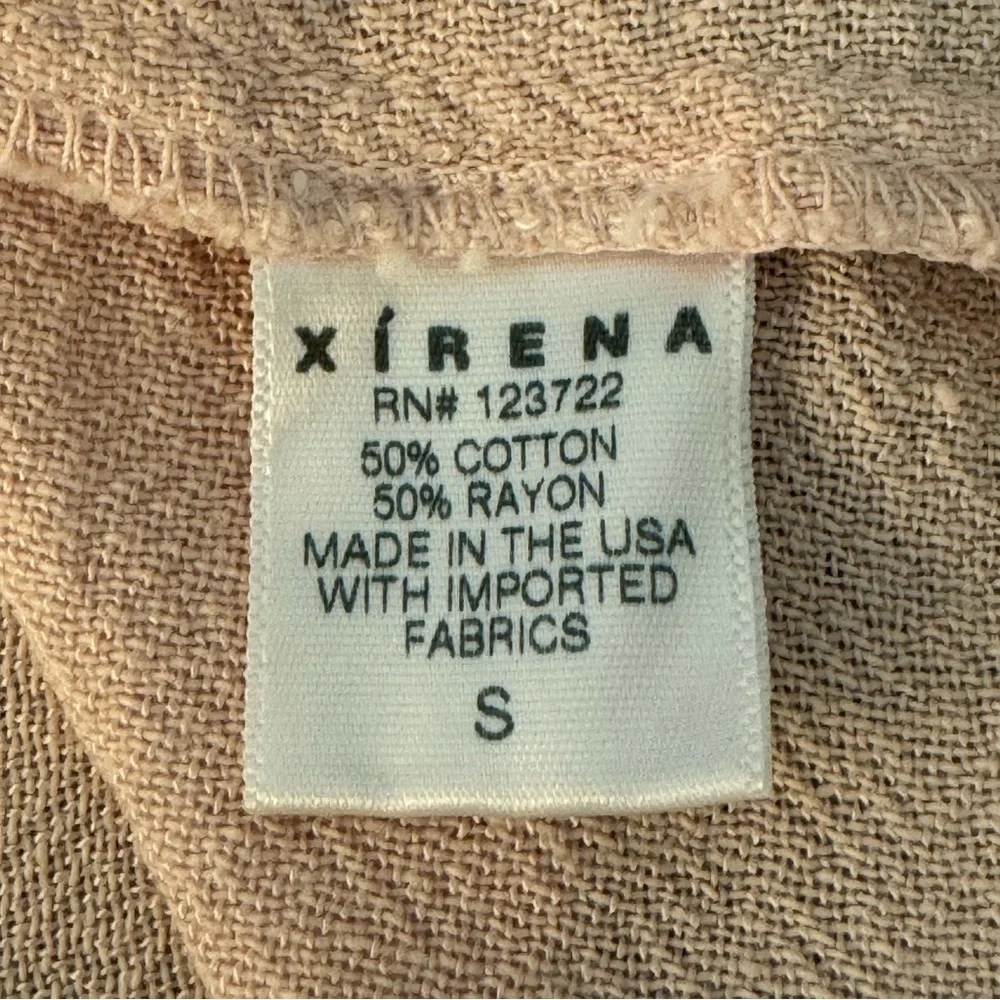 XÍRENA
RN# 123722
50% COTTON
50% RAYON
MADE IN THE USA
WITH IMPORTED
FABRICS
S